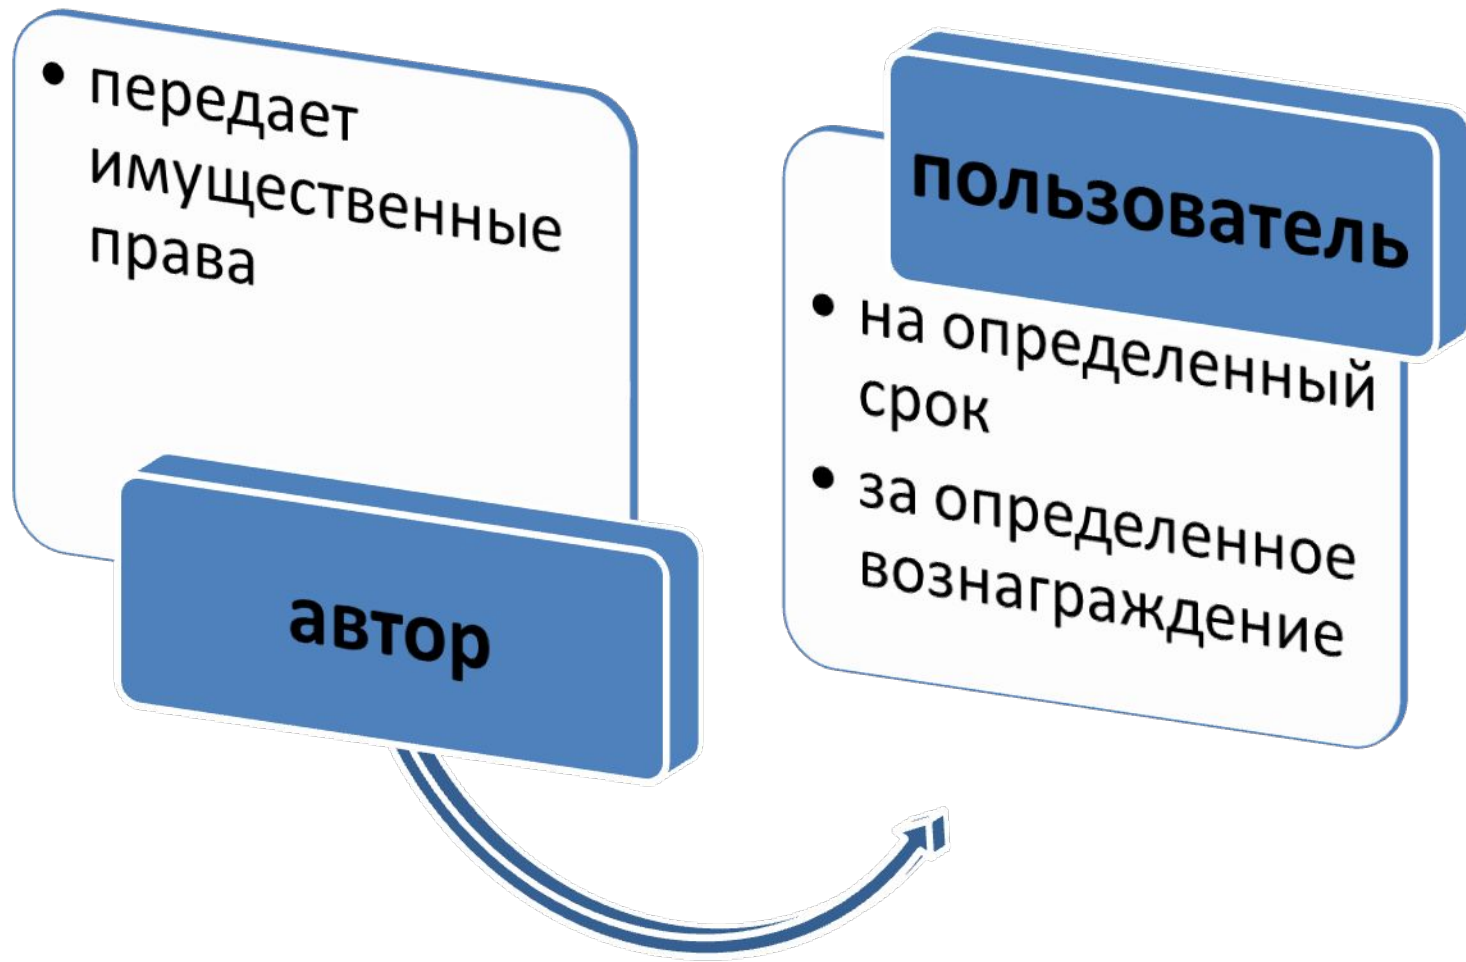 • передает
имущественные
права
автор
пользователь
• на определенный
срок
• за определенное
вознаграждение